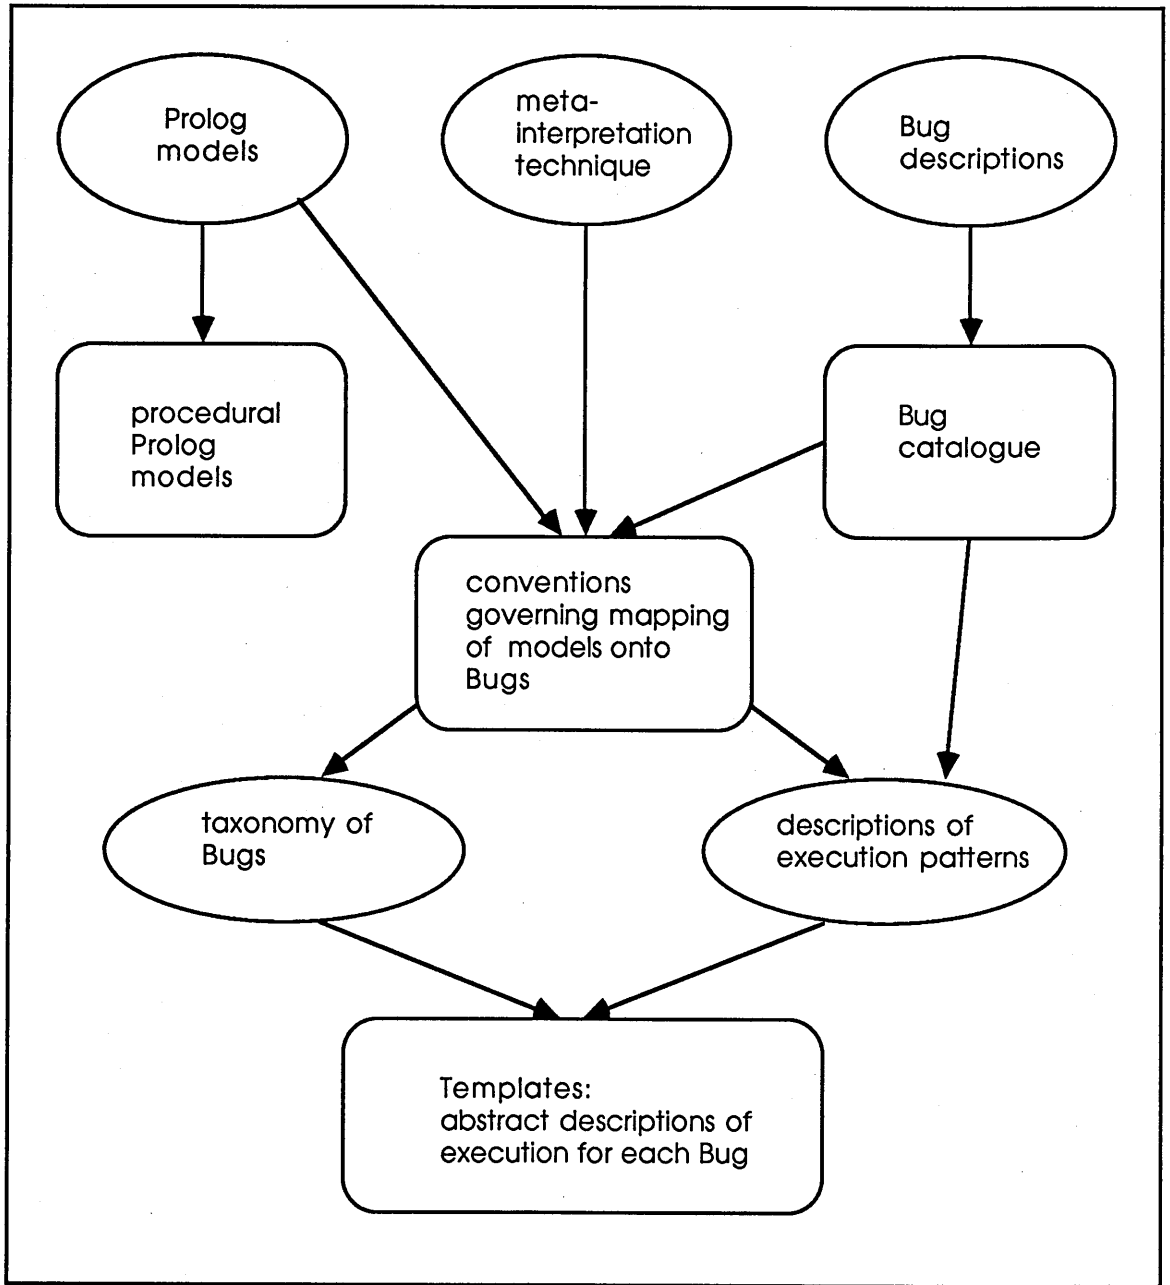 Prolog
models
meta-
interpretation
technique
Bug
descriptions
procedural
Prolog
models
Bug
catalogue
conventions
governing mapping
of models onto
Bugs
taxonomy of
Bugs
descriptions of
execution patterns
Templates:
abstract descriptions of
execution for each Bug